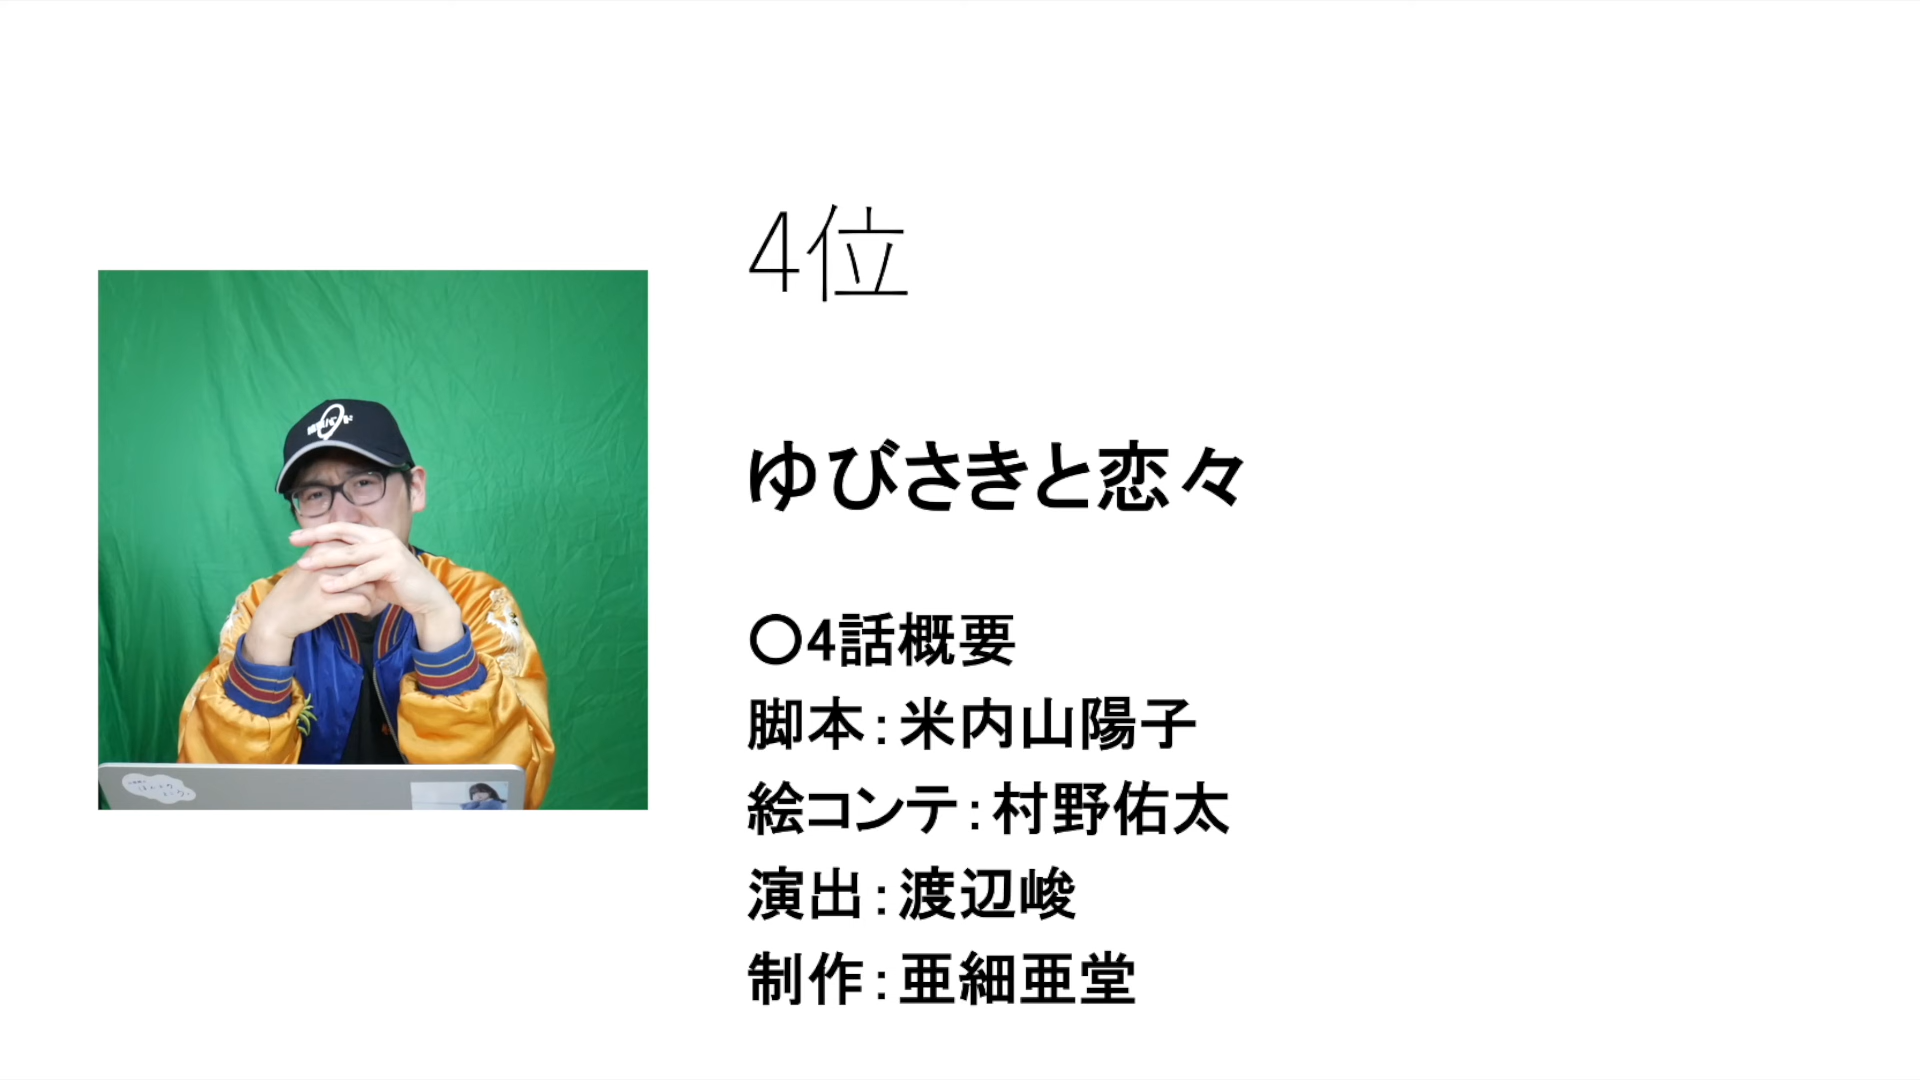 4位
ゆびさきと恋々
〇4話概要
脚本：米内山陽子
絵コンテ：村野佑太
演出：渡辺峻
制作：亜細亜堂